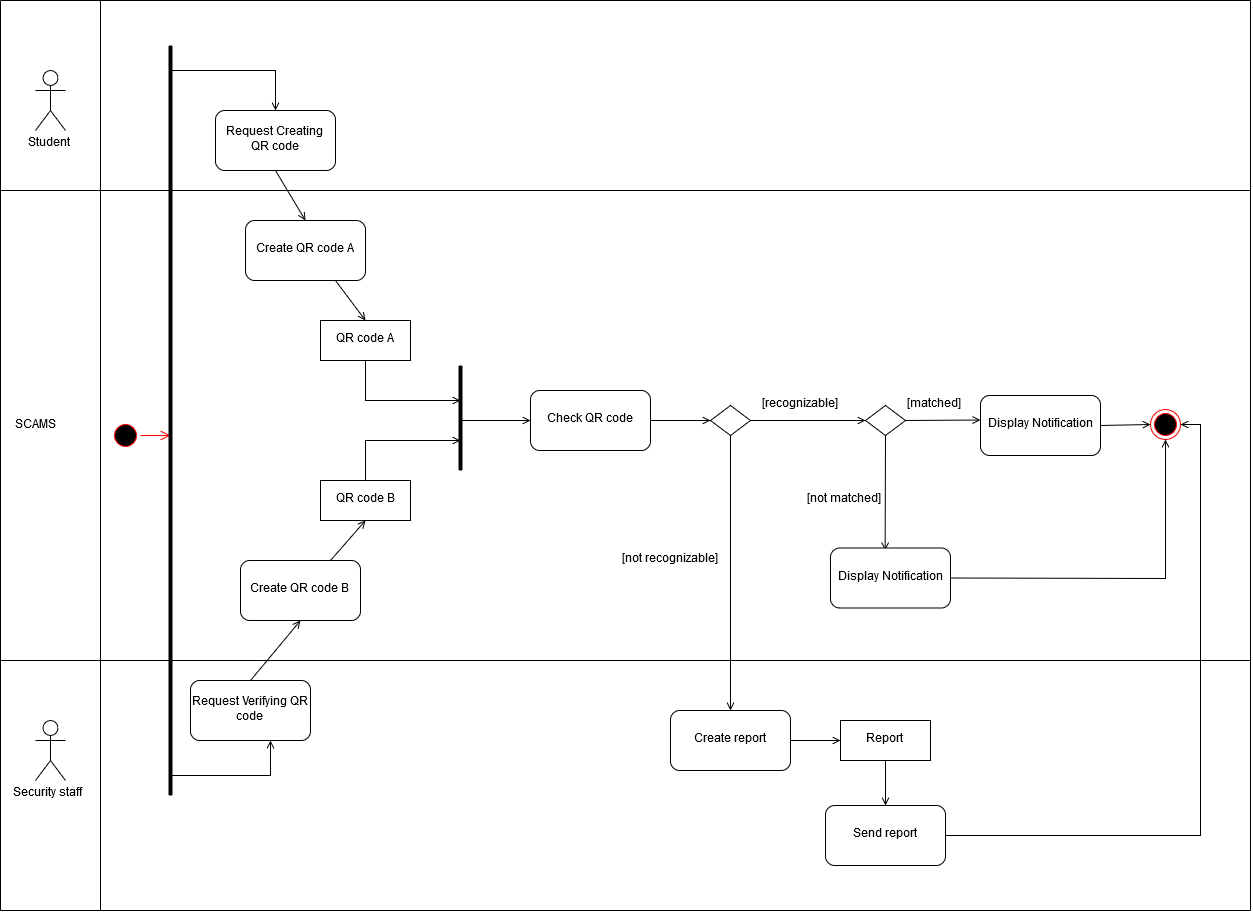 Student
Request Creating
QR code
Create QR code A
QR code A
SCAMS
Check QR code
[recognizable]
[matched]
Display Notification
QR code B
[not matched]
[not recognizable]
Display Notification
Create QR code B
Request Verifying QR
code
Security staff
Create report
Report
Send report